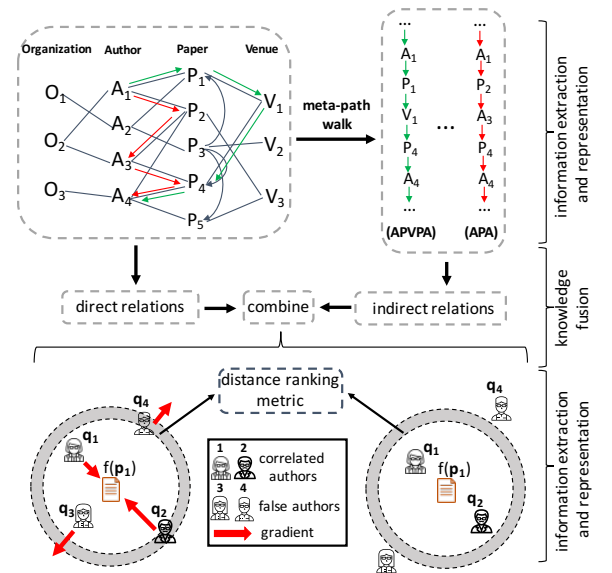 Organization Author Paper Venue
O1 A1 P1 V1
O2 A2 P2 V2
O3 A3 P3 V3
A4 P4
P5
meta-path
walk
...
A1
P1
V1
P4
A4
...
(APVPA)
...
...
A1
P2
A3
P4
A4
...
(APA)
information extraction
and representation
direct relations
combine
indirect relations
knowledge
fusion
distance ranking
metric
q4
q1
f(p1)
q3
q2
1 2
correlated
authors
3 4
false authors
gradient
q4
q1
f(p1)
q2
information extraction
and representation